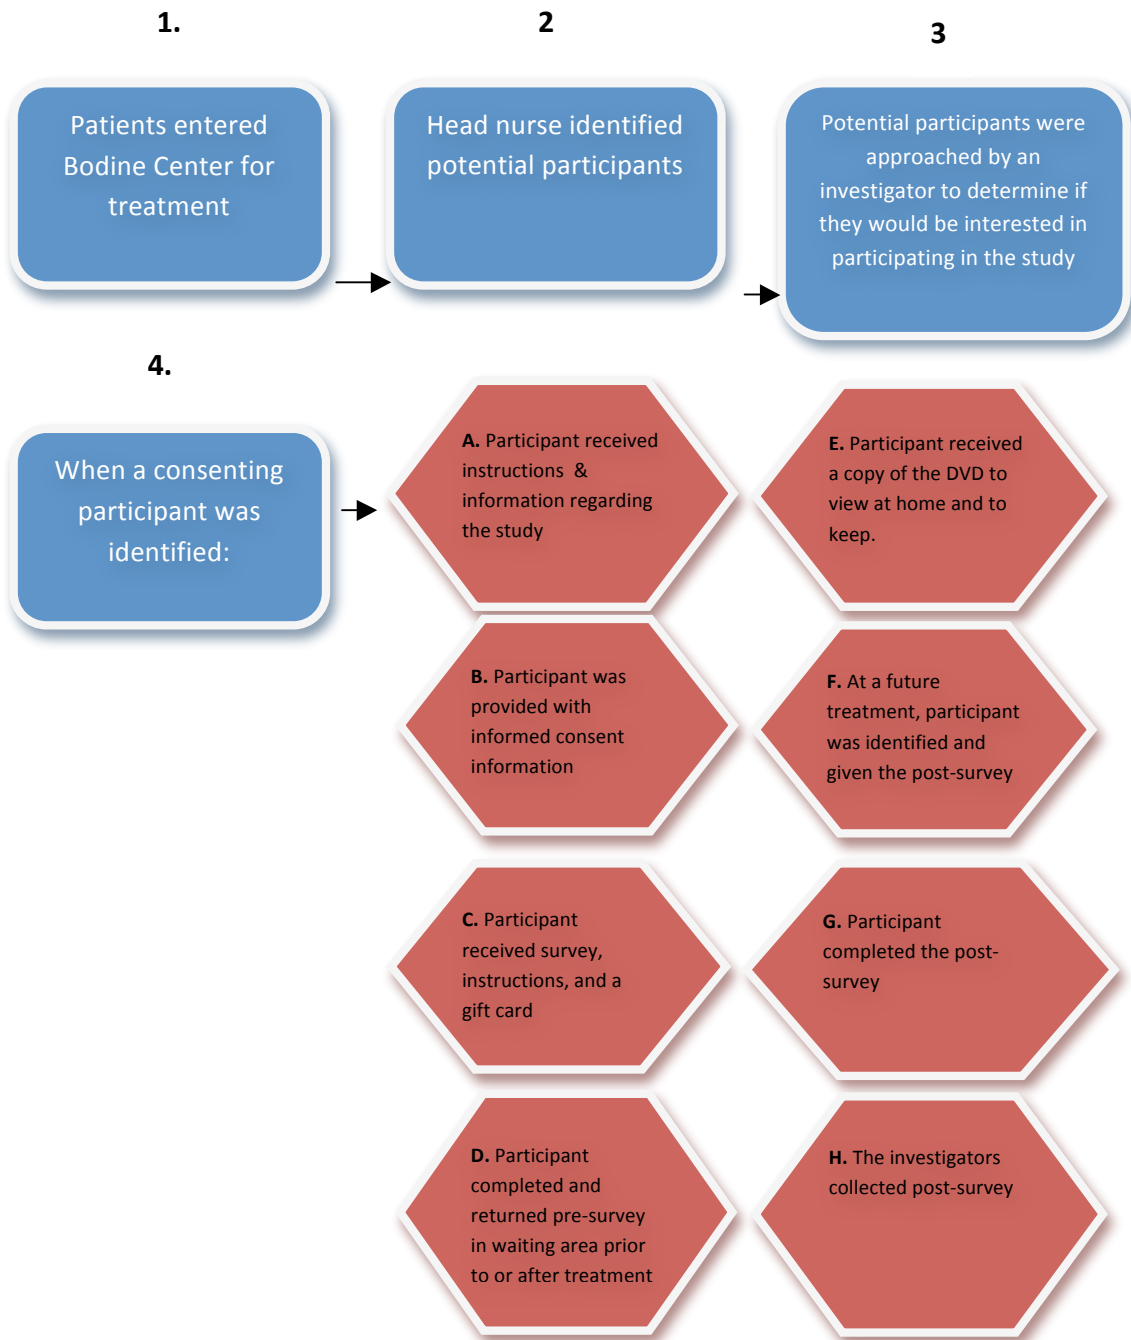 1.
Patients entered
Bodine Center for
treatment
2
Head nurse identified
potential participants
3
Potential participants were
approached by an
investigator to determine if
they would be interested in
participating in the study
4.
When a consenting
participant was
identified:
A. Participant received
instructions & 
information regarding
the study
B. Participant was
provided with
informed consent
information
C. Participant
received survey,
instructions, and a
gift card
D. Participant
completed and
returned pre-survey
in waiting area prior
to or after treatment
E. Participant received
a copy of the DVD to
view at home and to
keep.
F. At a future
treatment, participant
was identified and
given the post-survey
G. Participant
completed the post-
survey
H. The investigators
collected post-survey